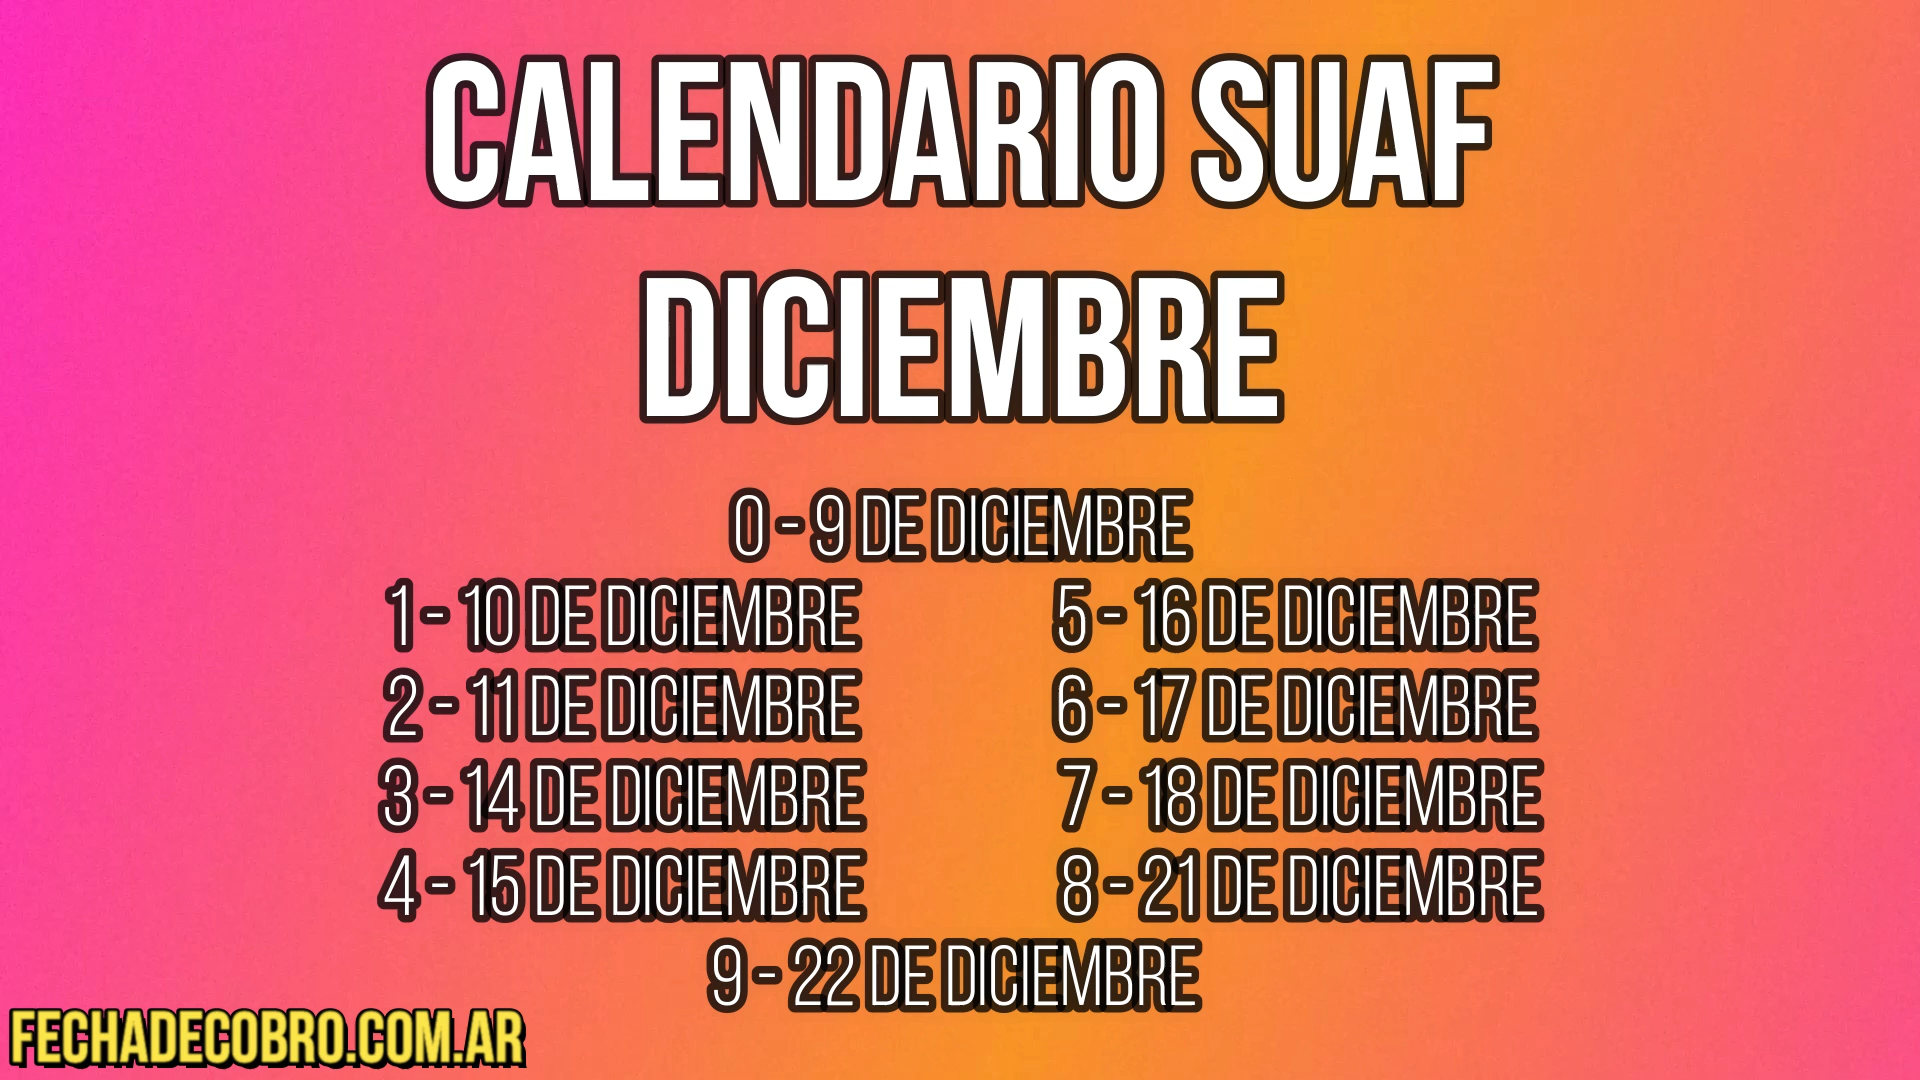 CALENDARIO SUAF
DICIEMBRE
0 - 9 DE DICIEMBRE
1 - 10 DE DICIEMBRE
2 - 11 DE DICIEMBRE
3 - 14 DE DICIEMBRE
4 - 15 DE DICIEMBRE
5 - 16 DE DICIEMBRE
6 - 17 DE DICIEMBRE
7 - 18 DE DICIEMBRE
8 - 21 DE DICIEMBRE
9 - 22 DE DICIEMBRE
FECHADECOBRO.COM.AR